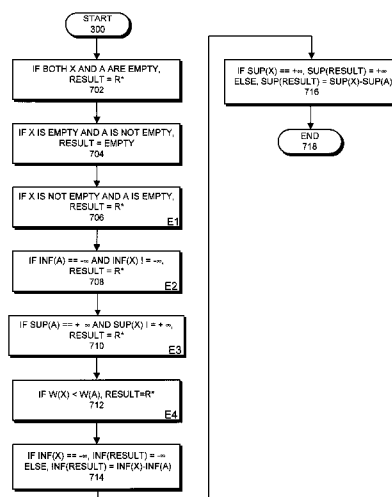 START
300
IF BOTH X AND A ARE EMPTY,
RESULT = R*
702
IF X IS EMPTY AND A IS NOT EMPTY,
RESULT = EMPTY
704
IF X IS NOT EMPTY AND A IS EMPTY,
RESULT = R*
706
E1
IF INF(A) == -∞ AND INF(X) ! = -∞,
RESULT = R*
708
E2
IF SUP(A) == + ∞ AND SUP(X) ! = + ∞,
RESULT = R*
710
E3
IF W(X) < W(A), RESULT=R*
712
E4
IF INF(X) == -∞, INF(RESULT) = -∞
ELSE, INF(RESULT) = INF(X)-INF(A)
714
IF SUP(X) == +∞, SUP(RESULT) = +∞
ELSE, SUP(RESULT) = SUP(X)-SUP(A)
716
END
718